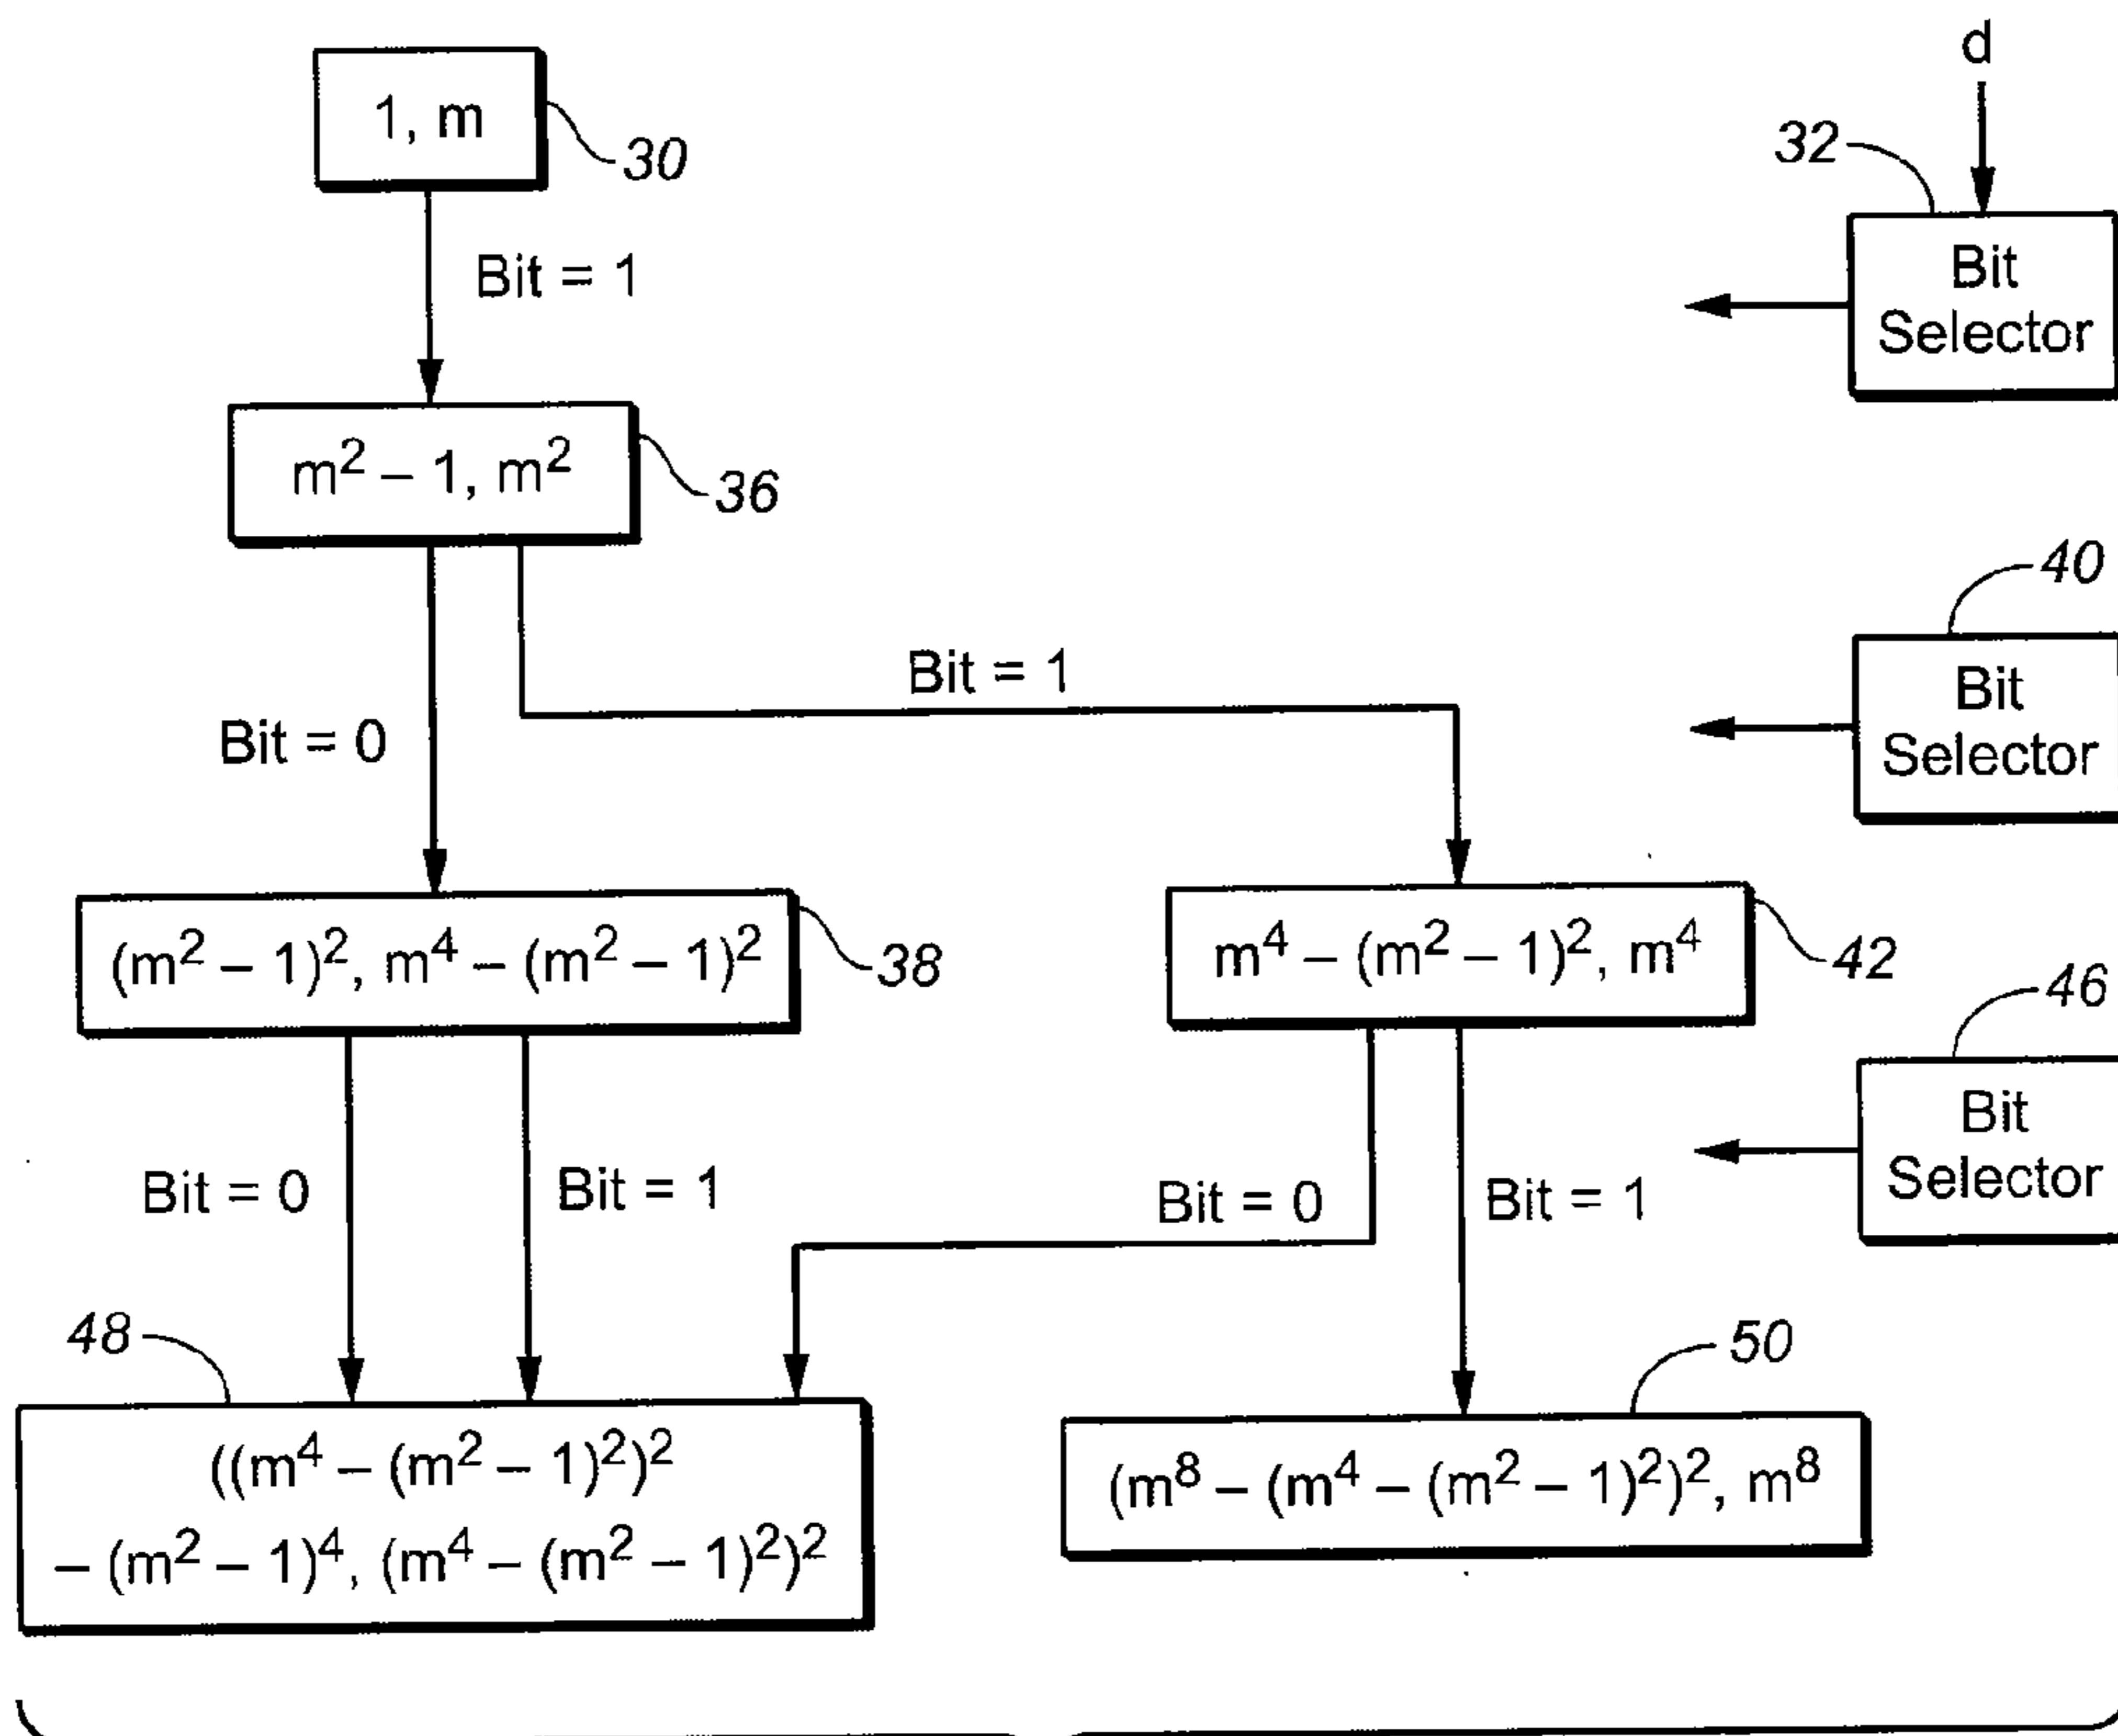 d
1, m
30
32
Bit = 1
Bit
Selector
m² – 1, m²
36
40
Bit = 1
Bit
Selector
Bit = 0
(m² – 1)², m⁴ – (m² – 1)²
38
m⁴ – (m² – 1)², m⁴
42
46
Bit
Selector
Bit = 0
Bit = 1
Bit = 0
Bit = 1
48
50
((m⁴ – (m² – 1)²)²
– (m² – 1)⁴, (m⁴ – (m² – 1)²)²
(m⁸ – (m⁴ – (m² – 1)²)², m⁸